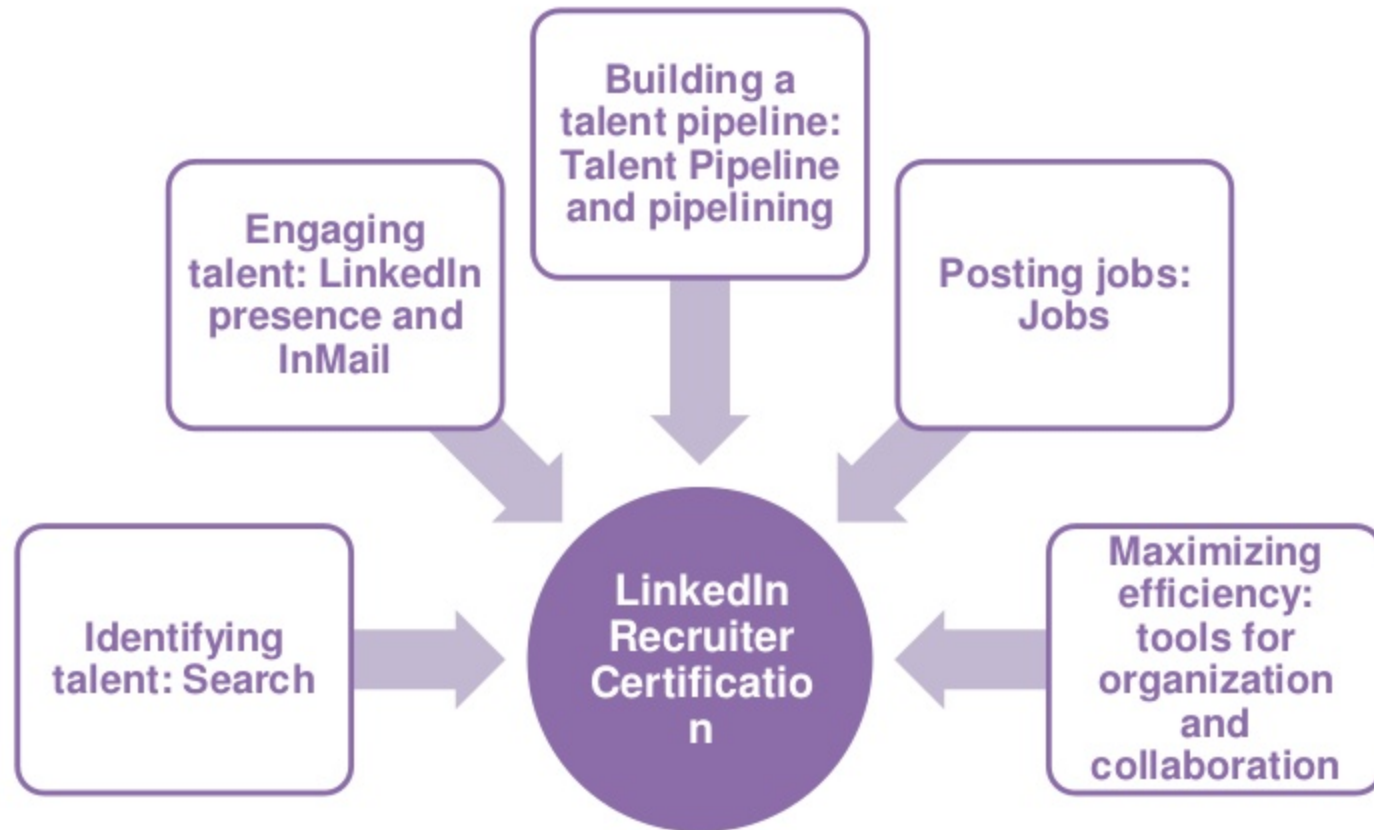 Building a
talent pipeline:
Talent Pipeline
and pipelining
Engaging
talent: LinkedIn
presence and
InMail
Posting jobs:
Jobs
Identifying
talent: Search
LinkedIn
Recruiter
Certificatio
n
Maximizing
efficiency:
tools for
organization
and
collaboration